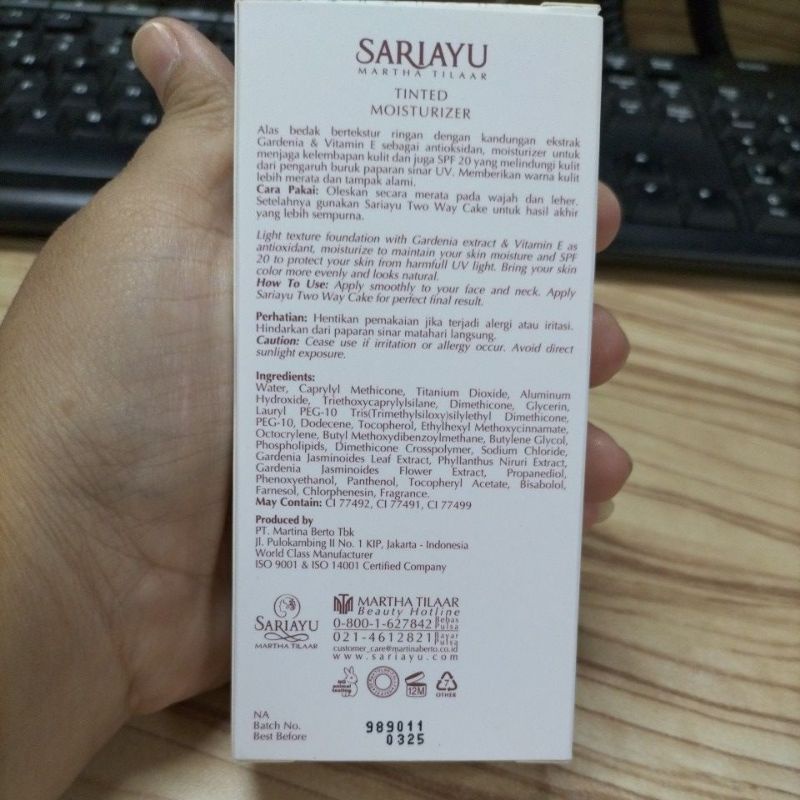 SARIAYU
MARTHA TILAAR
TINTED
MOISTURIZER
Alas bedak bertekstur ringan dengan kandungan ekstrak
Gardenia & Vitamin E sebagai antioksidan, moisturizer untuk
menjaga kelembapan kulit dan juga SPF 20 yang melindungi kulit
dari pengaruh buruk paparan sinar UV. Memberikan warna kulit
lebih merata dan tampak alami.
Cara Pakai: Oleskan secara merata pada wajah dan leher.
Setelahnya gunakan Sariayu Two Way Cake untuk hasil akhir
yang lebih sempurna.
Light texture foundation with Gardenia extract & Vitamin E as
antioxidant, moisturize to maintain your skin moisture and SPF
20 to protect your skin from harmfull UV light. Bring your skin
color more evenly and looks natural.
How To Use: Apply smoothly to your face and neck. Apply
Sariayu Two Way Cake for perfect final result.
Perhatian: Hentikan pemakaian jika terjadi alergi atau iritasi.
Hindarkan dari paparan sinar matahari langsung.
Caution: Cease use if irritation or allergy occur. Avoid direct
sunlight exposure.
Ingredients:
Water, Caprylyl Methicone, Titanium Dioxide, Aluminum
Hydroxide, Triethoxycaprylylsilane, Dimethicone, Glycerin,
Lauryl PEG-10 Tris(Trimethylsiloxy)silylethyl Dimethicone,
PEG-10, Dodecene, Tocopherol, Ethylhexyl Methoxycinnamate,
Octocrylene, Butyl Methoxydibenzoylmethane, Butylene Glycol,
Phospholipids, Dimethicone Crosspolymer, Sodium Chloride,
Gardenia Jasminoides Leaf Extract, Phyllanthus Niruri Extract,
Gardenia Jasminoides Flower Extract, Propanediol,
Phenoxyethanol, Panthenol, Tocopheryl Acetate, Bisabolol,
Farnesol, Chlorphenesin, Fragrance.
May Contain: CI 77492, CI 77491, CI 77499
Produced by
PT. Martina Berto Tbk
Jl. Pulokambing II No. 1 KIP, Jakarta - Indonesia
World Class Manufacturer
ISO 9001 & ISO 14001 Certified Company
SARIAYU
MARTHA TILAAR
MARTHA TILAAR
Beauty Hotline
0-800-1-627842 Bebas Pulsa
021-4612821 Bayar Pulsa
customer_care@martinaberto.co.id
www.sariayu.com
no animal testing
12M
7
OTHER
NA
Batch No. 989011
Best Before 0325